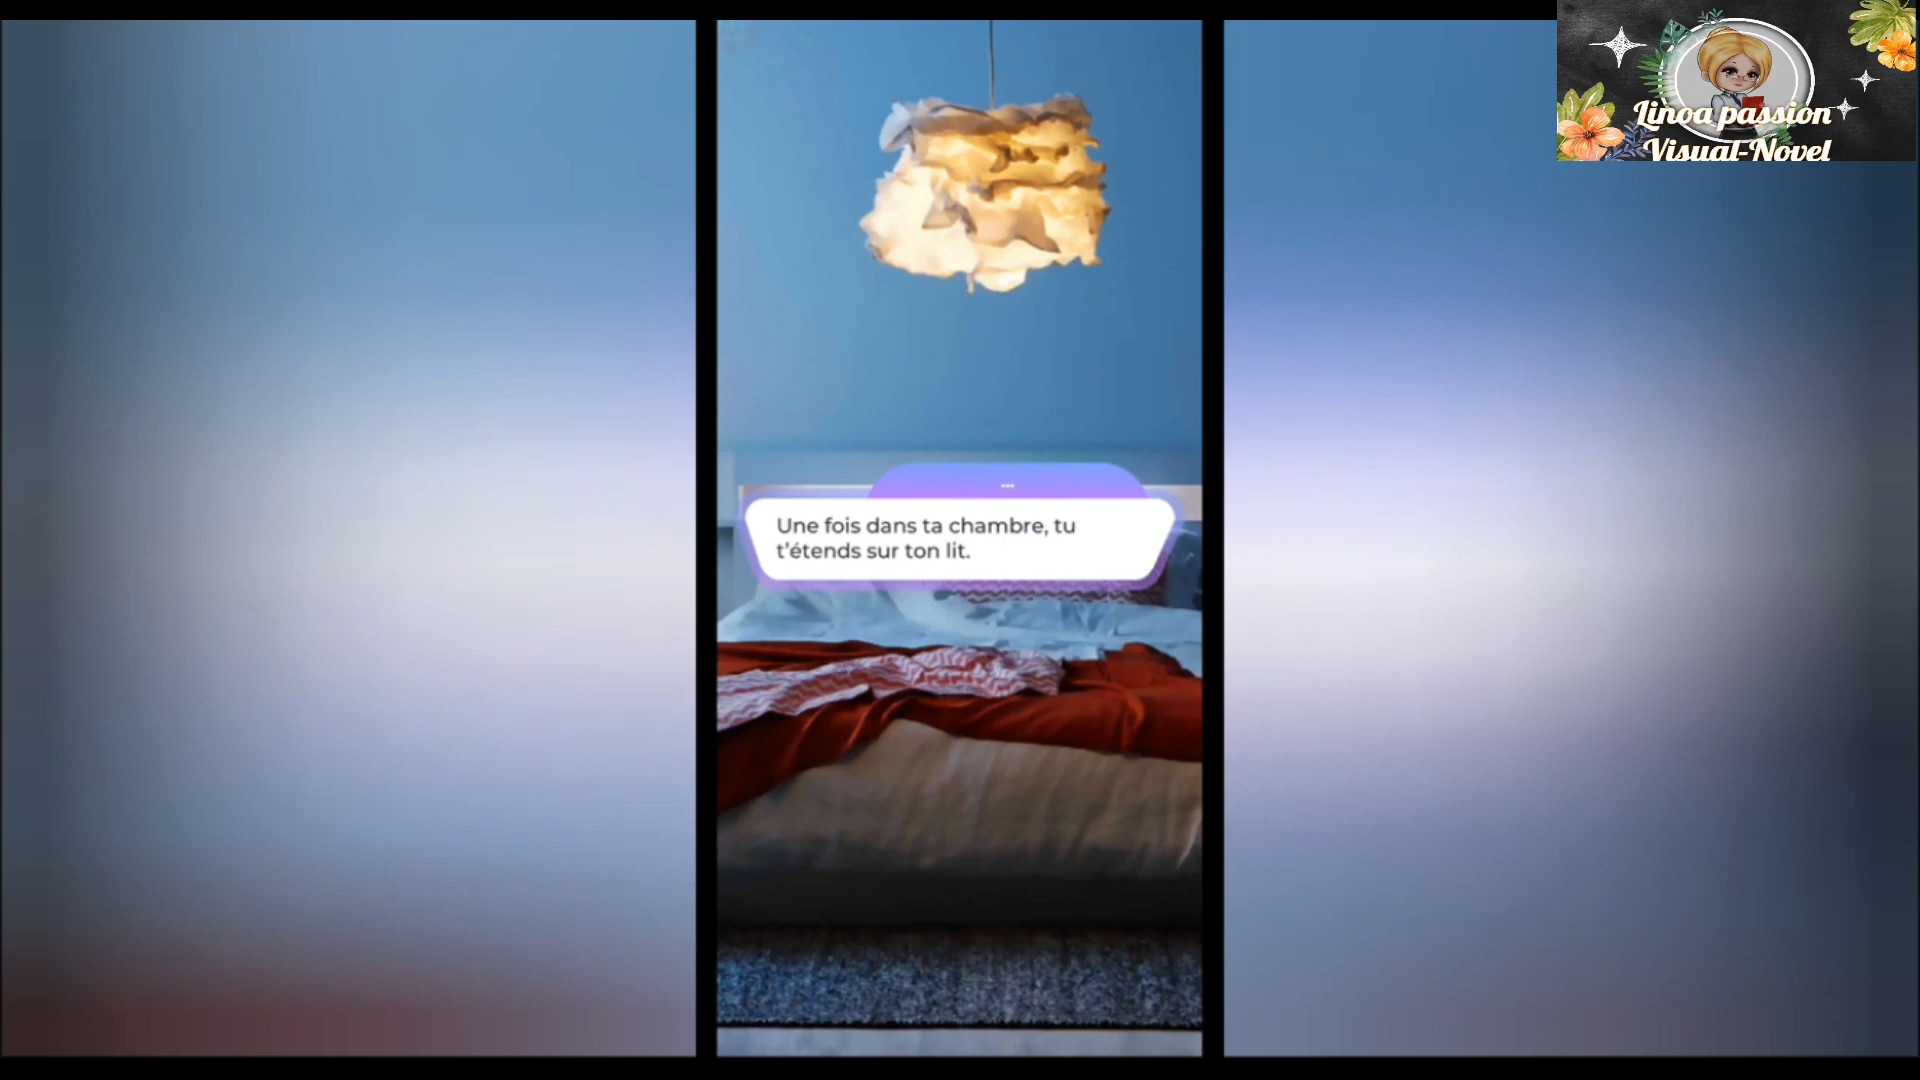 Linoa passion
Visual-Novel
...
Une fois dans ta chambre, tu
t'étends sur ton lit.